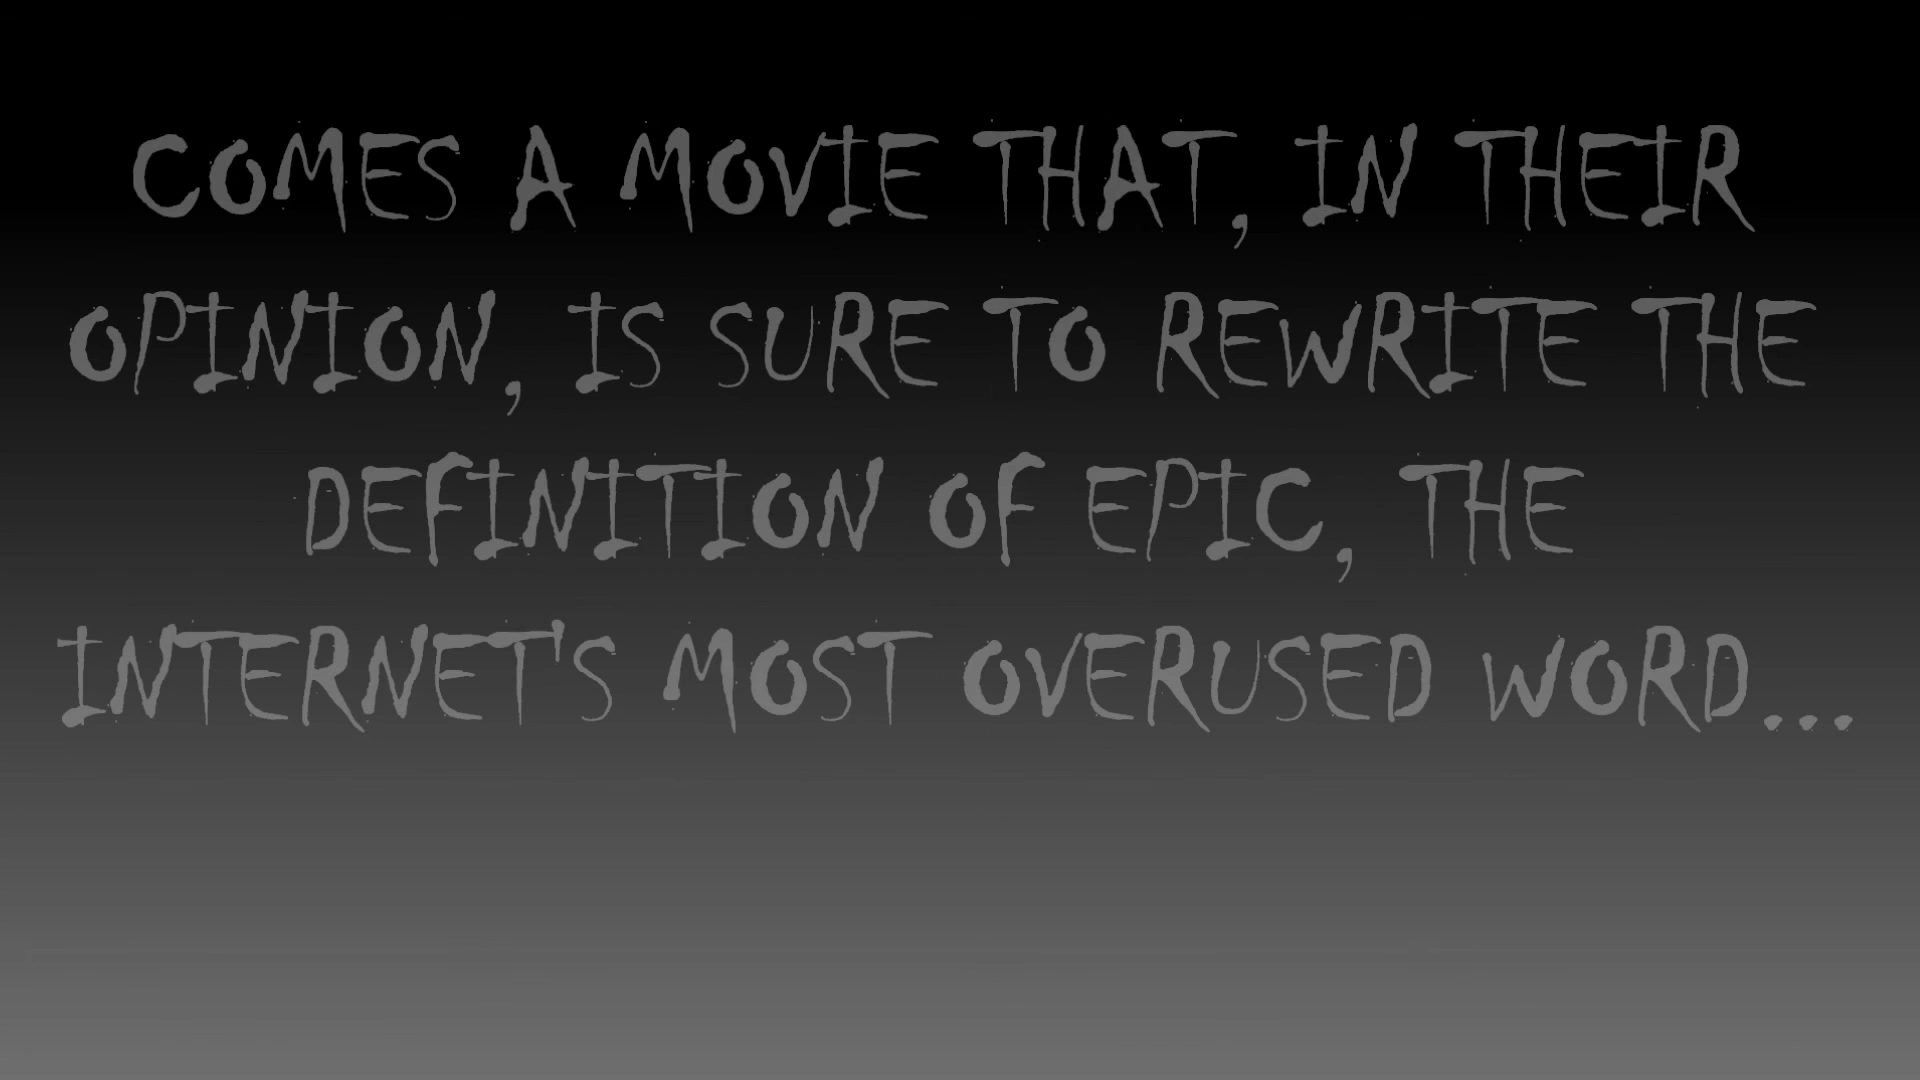 COMES A MOVIE THAT, IN THEIR
OPINION, IS SURE TO REWRITE THE
DEFINITION OF EPIC, THE
INTERNET'S MOST OVERUSED WORD...